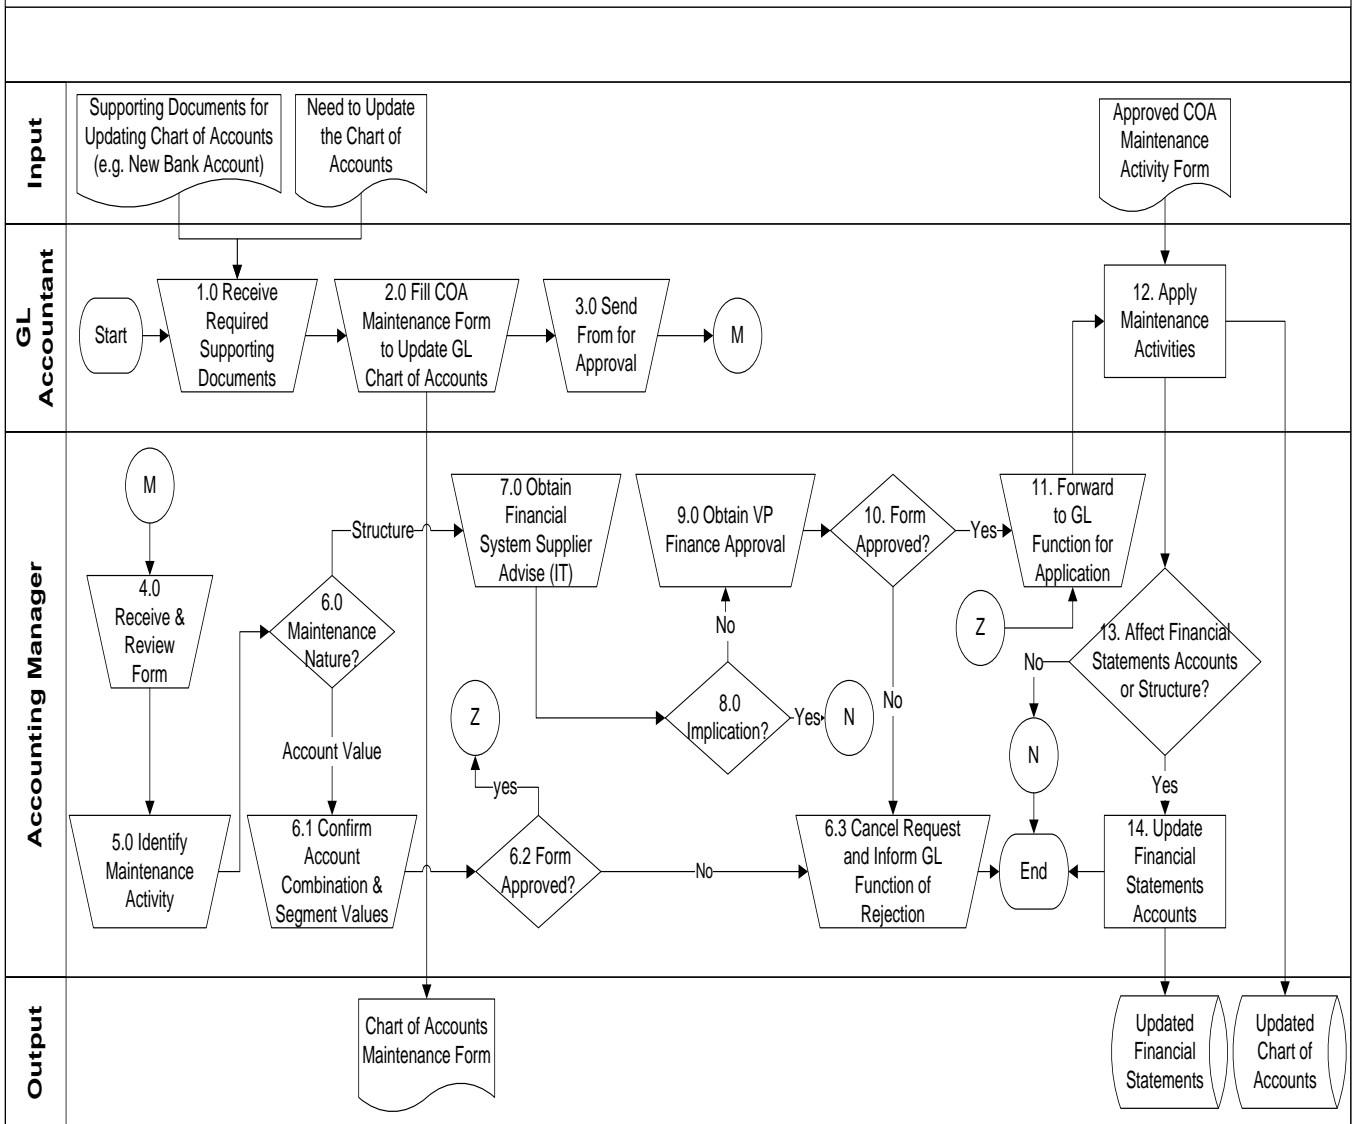 Input
Supporting Documents for
Updating Chart of Accounts
(e.g. New Bank Account)
Need to Update
the Chart of
Accounts
Approved COA
Maintenance
Activity Form
GL
Accountant
Start
1.0 Receive
Required
Supporting
Documents
2.0 Fill COA
Maintenance Form
to Update GL
Chart of Accounts
3.0 Send
From for
Approval
M
12. Apply
Maintenance
Activities
Accounting Manager
M
4.0
Receive &
Review
Form
5.0 Identify
Maintenance
Activity
6.0
Maintenance
Nature?
Structure
Account Value
6.1 Confirm
Account
Combination &
Segment Values
7.0 Obtain
Financial
System Supplier
Advise (IT)
Z
yes
6.2 Form
Approved?
No
9.0 Obtain VP
Finance Approval
No
8.0
Implication?
Yes
N
10. Form
Approved?
Yes
No
6.3 Cancel Request
and Inform GL
Function of
Rejection
11. Forward
to GL
Function for
Application
Z
13. Affect Financial
Statements Accounts
or Structure?
No
N
End
Yes
14. Update
Financial
Statements
Accounts
Output
Chart of Accounts
Maintenance Form
Updated
Financial
Statements
Updated
Chart of
Accounts